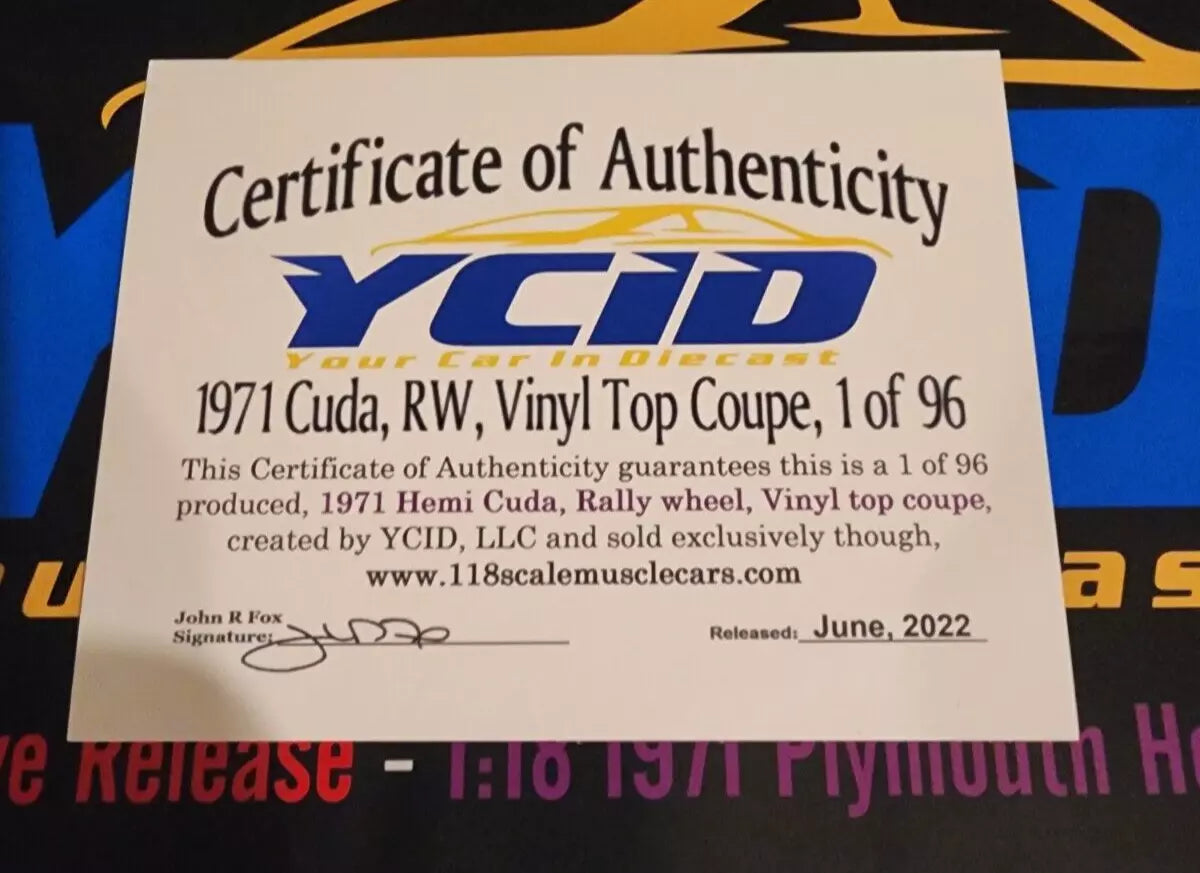 Certificate of Authenticity
YCID
Your Car In Diecast
1971 Cuda, RW, Vinyl Top Coupe, 1 of 96
This Certificate of Authenticity guarantees this is a 1 of 96
produced, 1971 Hemi Cuda, Rally wheel, Vinyl top coupe,
created by YCID, LLC and sold exclusively though,
www.118scalemusclecars.com
John R Fox
Signature:
Released: June, 2022
Release - 1:18 1971 Plymouth